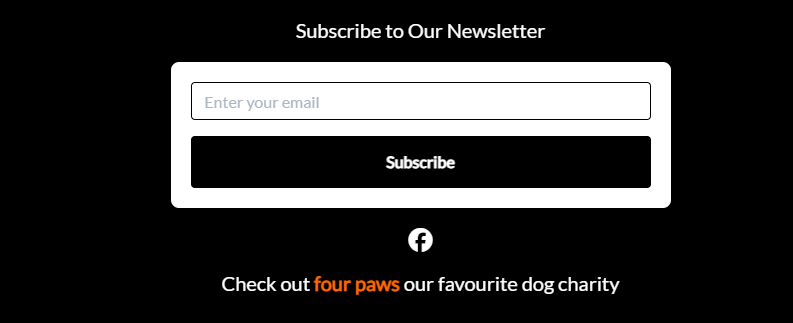 Subscribe to Our Newsletter
Enter your email
Subscribe
Check out four paws our favourite dog charity